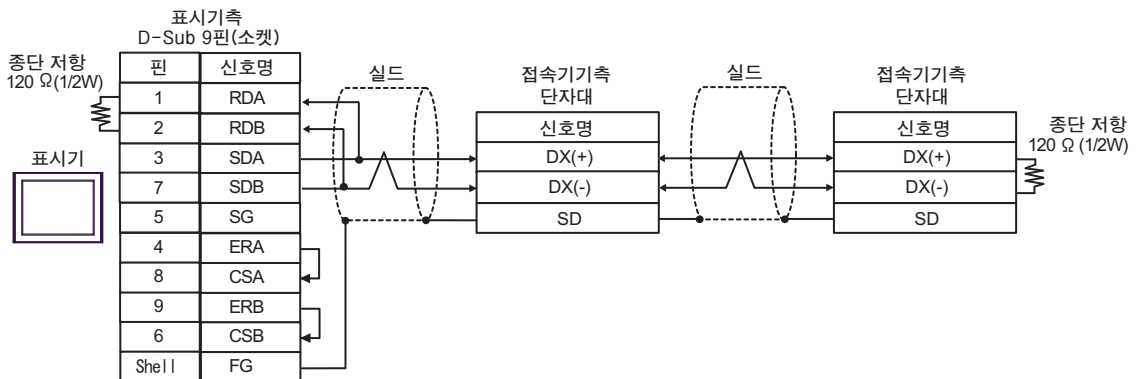 표시기측
D-Sub 9핀(소켓)
종단 저항
120 Ω(1/2W)
핀 신호명
1 RDA
2 RDB
3 SDA
7 SDB
5 SG
4 ERA
8 CSA
9 ERB
6 CSB
Shell FG
표시기
실드
접속기기측
단자대
신호명
DX(+)
DX(-)
SD
실드
접속기기측
단자대
신호명
DX(+)
DX(-)
SD
종단 저항
120 Ω (1/2W)